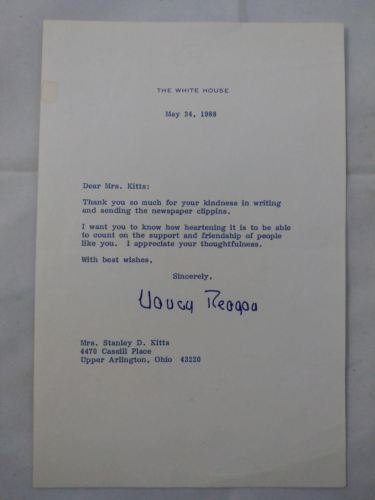 THE WHITE HOUSE
May 24, 1988
Dear Mrs. Kitts:
Thank you so much for your kindness in writing
and sending the newspaper clippins.
I want you to know how heartening it is to be able
to count on the support and friendship of people
like you. I appreciate your thoughtfulness.
With best wishes,
Sincerely,
Nancy Reagan
Mrs. Stanley D. Kitts
4470 Cassill Place
Upper Arlington, Ohio 43220